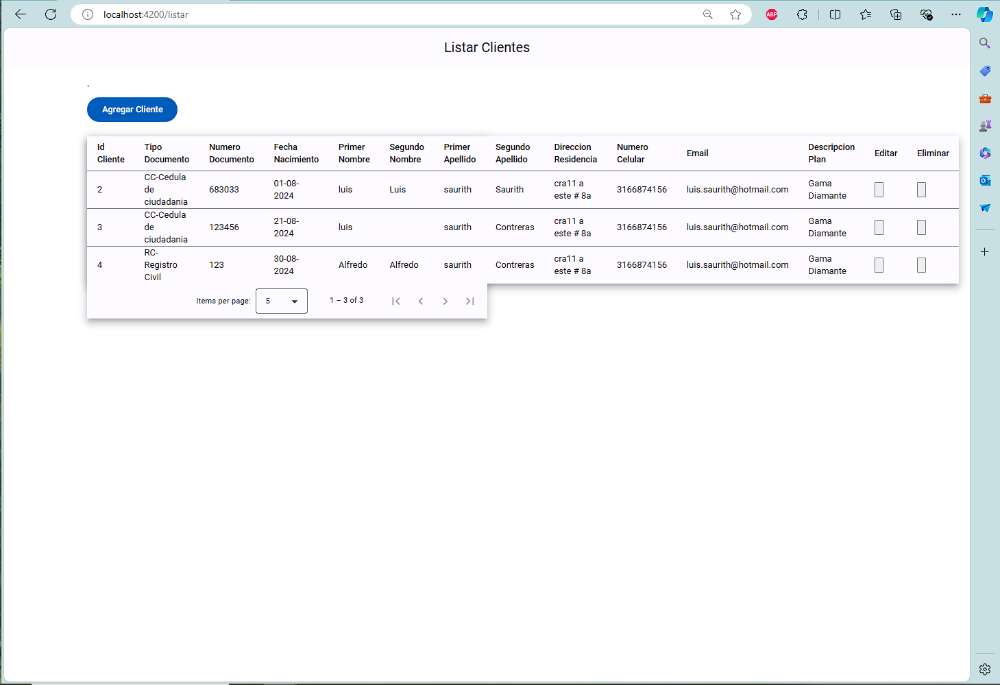 localhost:4200/listar
ABP
Listar Clientes
Agregar Cliente
Id Cliente Tipo Documento Numero Documento Fecha Nacimiento Primer Nombre Segundo Nombre Primer Apellido Segundo Apellido Direccion Residencia Numero Celular Email Descripcion Plan Editar Eliminar
2 CC-Cedula de ciudadania 683033 01-08-2024 luis Luis saurith Saurith cra11 a este # 8a 3166874156 luis.saurith@hotmail.com Gama Diamante
3 CC-Cedula de ciudadania 123456 21-08-2024 luis saurith Contreras cra11 a este # 8a 3166874156 luis.saurith@hotmail.com Gama Diamante
4 RC-Registro Civil 123 30-08-2024 Alfredo Alfredo saurith Contreras cra11 a este # 8a 3166874156 luis.saurith@hotmail.com Gama Diamante
Items per page: 5 1 – 3 of 3